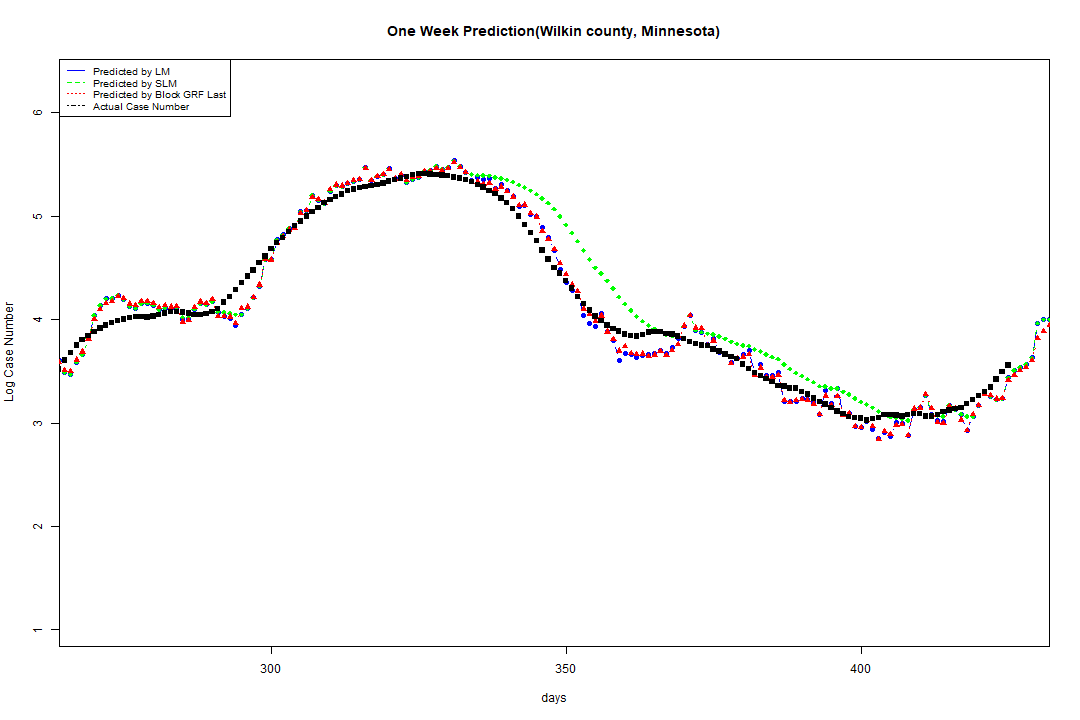 One Week Prediction(Wilkin county, Minnesota)
Predicted by LM
Predicted by SLM
Predicted by Block GRF Last
Actual Case Number
6
5
4
3
2
1
Log Case Number
300
350
400
days